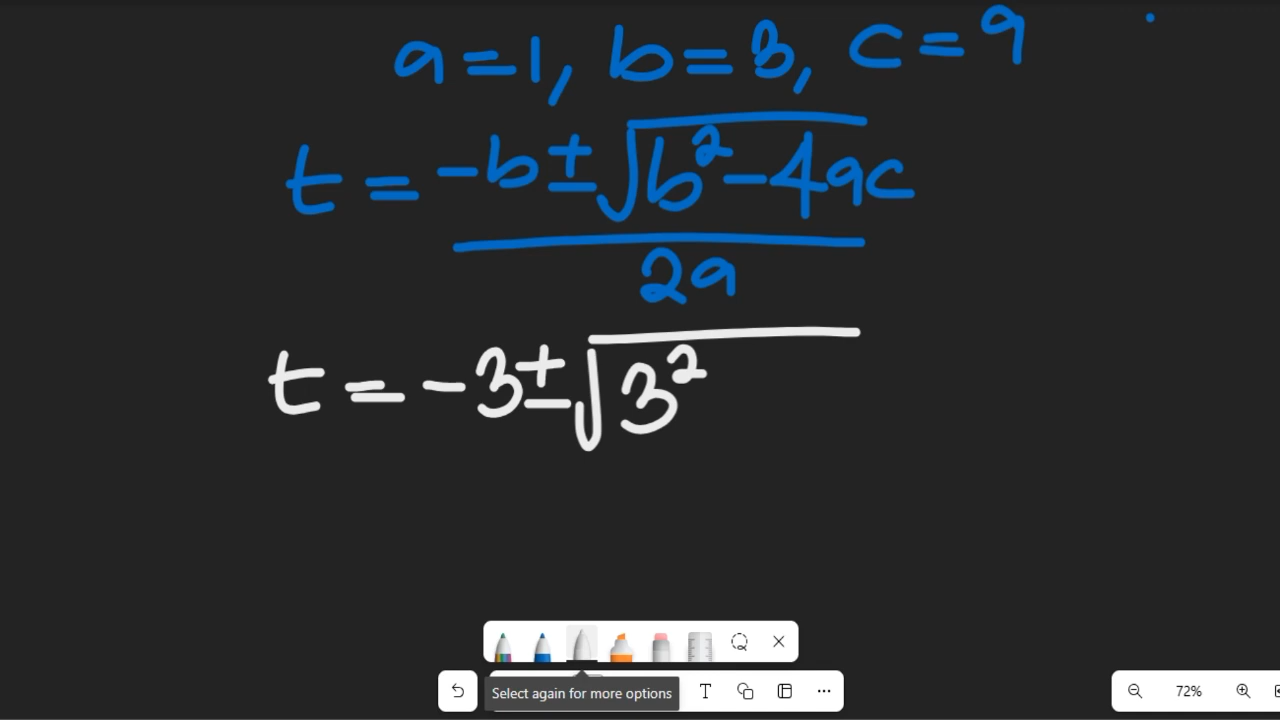 a=1, b=3, c=9
t = -b±√b²-4ac
2a
t = -3±√3²
Select again for more options
T
72%